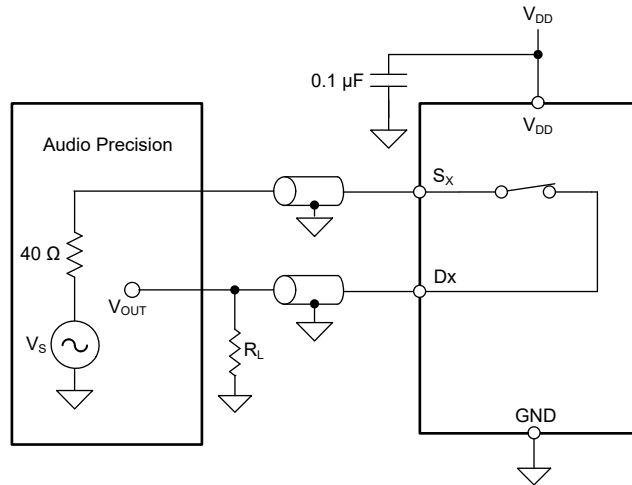 V_DD
0.1 µF
V_DD
Audio Precision
S_X
40 Ω
V_OUT
Dx
V_S
R_L
GND